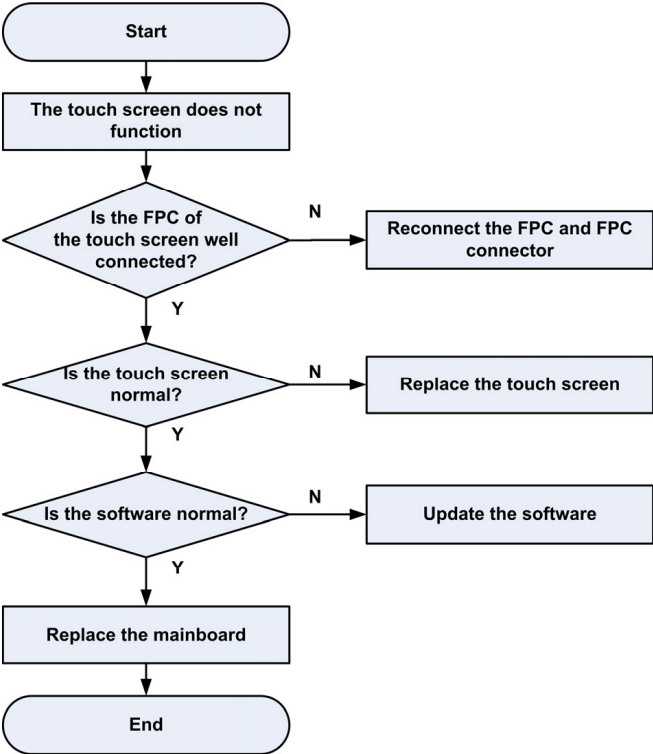 Start
The touch screen does not
function
Is the FPC of
the touch screen well
connected?
N
Reconnect the FPC and FPC
connector
Y
Is the touch screen
normal?
N
Replace the touch screen
Y
Is the software normal?
N
Update the software
Y
Replace the mainboard
End